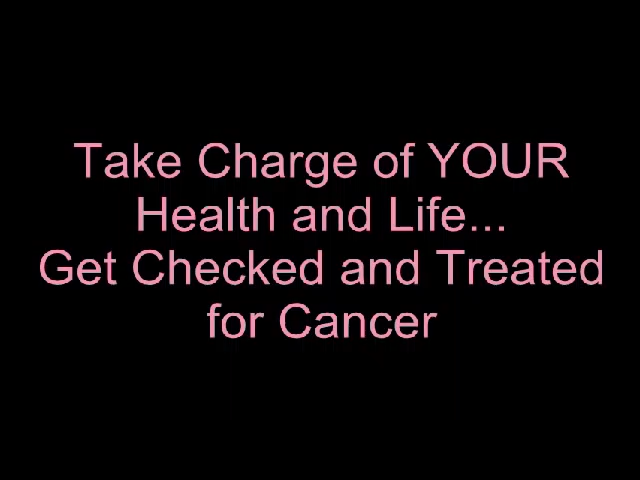 Take Charge of YOUR
Health and Life...
Get Checked and Treated
for Cancer